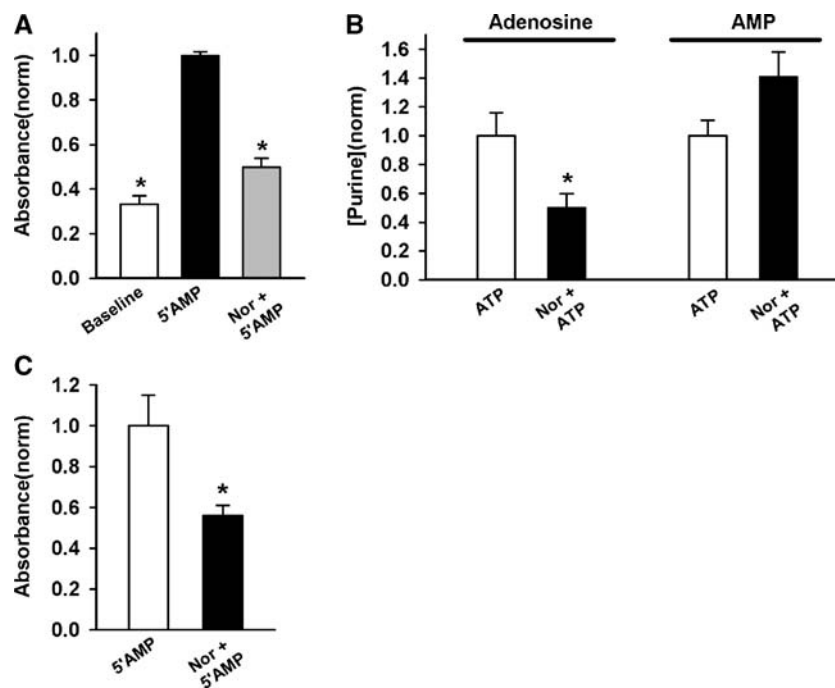 A
Absorbance(norm)
1.0
0.8
0.6
0.4
0.2
0.0
*
*
Baseline
5'AMP
Nor +
5'AMP
B
Adenosine
AMP
[Purine](norm)
1.6
1.4
1.2
1.0
0.8
0.6
0.4
0.2
0.0
*
ATP
Nor +
ATP
ATP
Nor +
ATP
C
Absorbance(norm)
1.2
1.0
0.8
0.6
0.4
0.2
0.0
*
5'AMP
Nor +
5'AMP